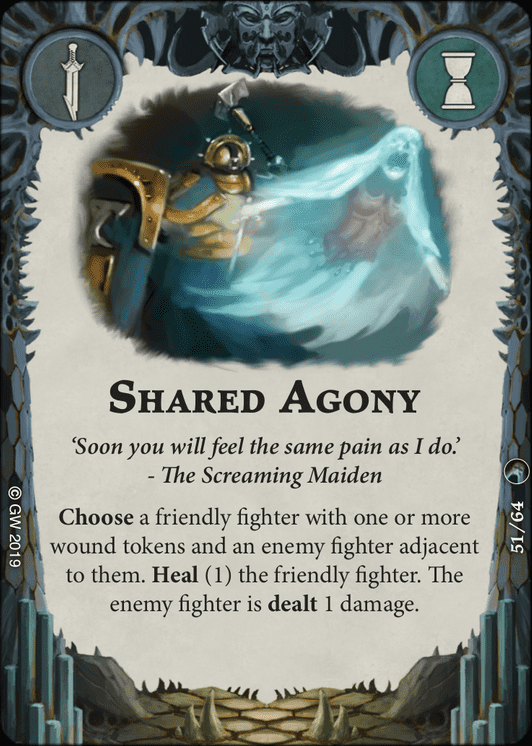 SHARED AGONY
‘Soon you will feel the same pain as I do.’
- The Screaming Maiden
Choose a friendly fighter with one or more
wound tokens and an enemy fighter adjacent
to them. Heal (1) the friendly fighter. The
enemy fighter is dealt 1 damage.
© GW 2019
51/64